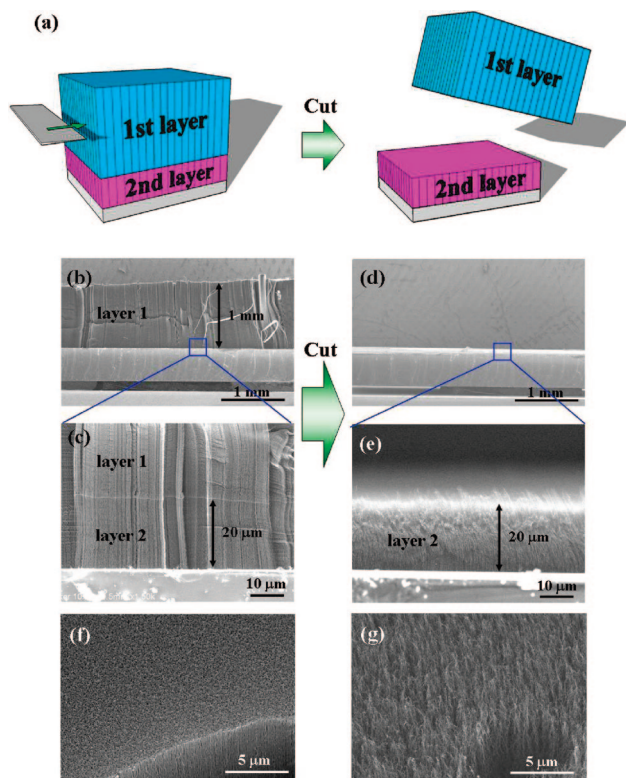 (a)
1st layer
2nd layer
Cut
1st layer
2nd layer
(b)
layer 1
1 mm
1 mm
Cut
(d)
1 mm
(c)
layer 1
layer 2
20 μm
10 μm
(e)
layer 2
20 μm
10 μm
(f)
5 μm
(g)
5 μm